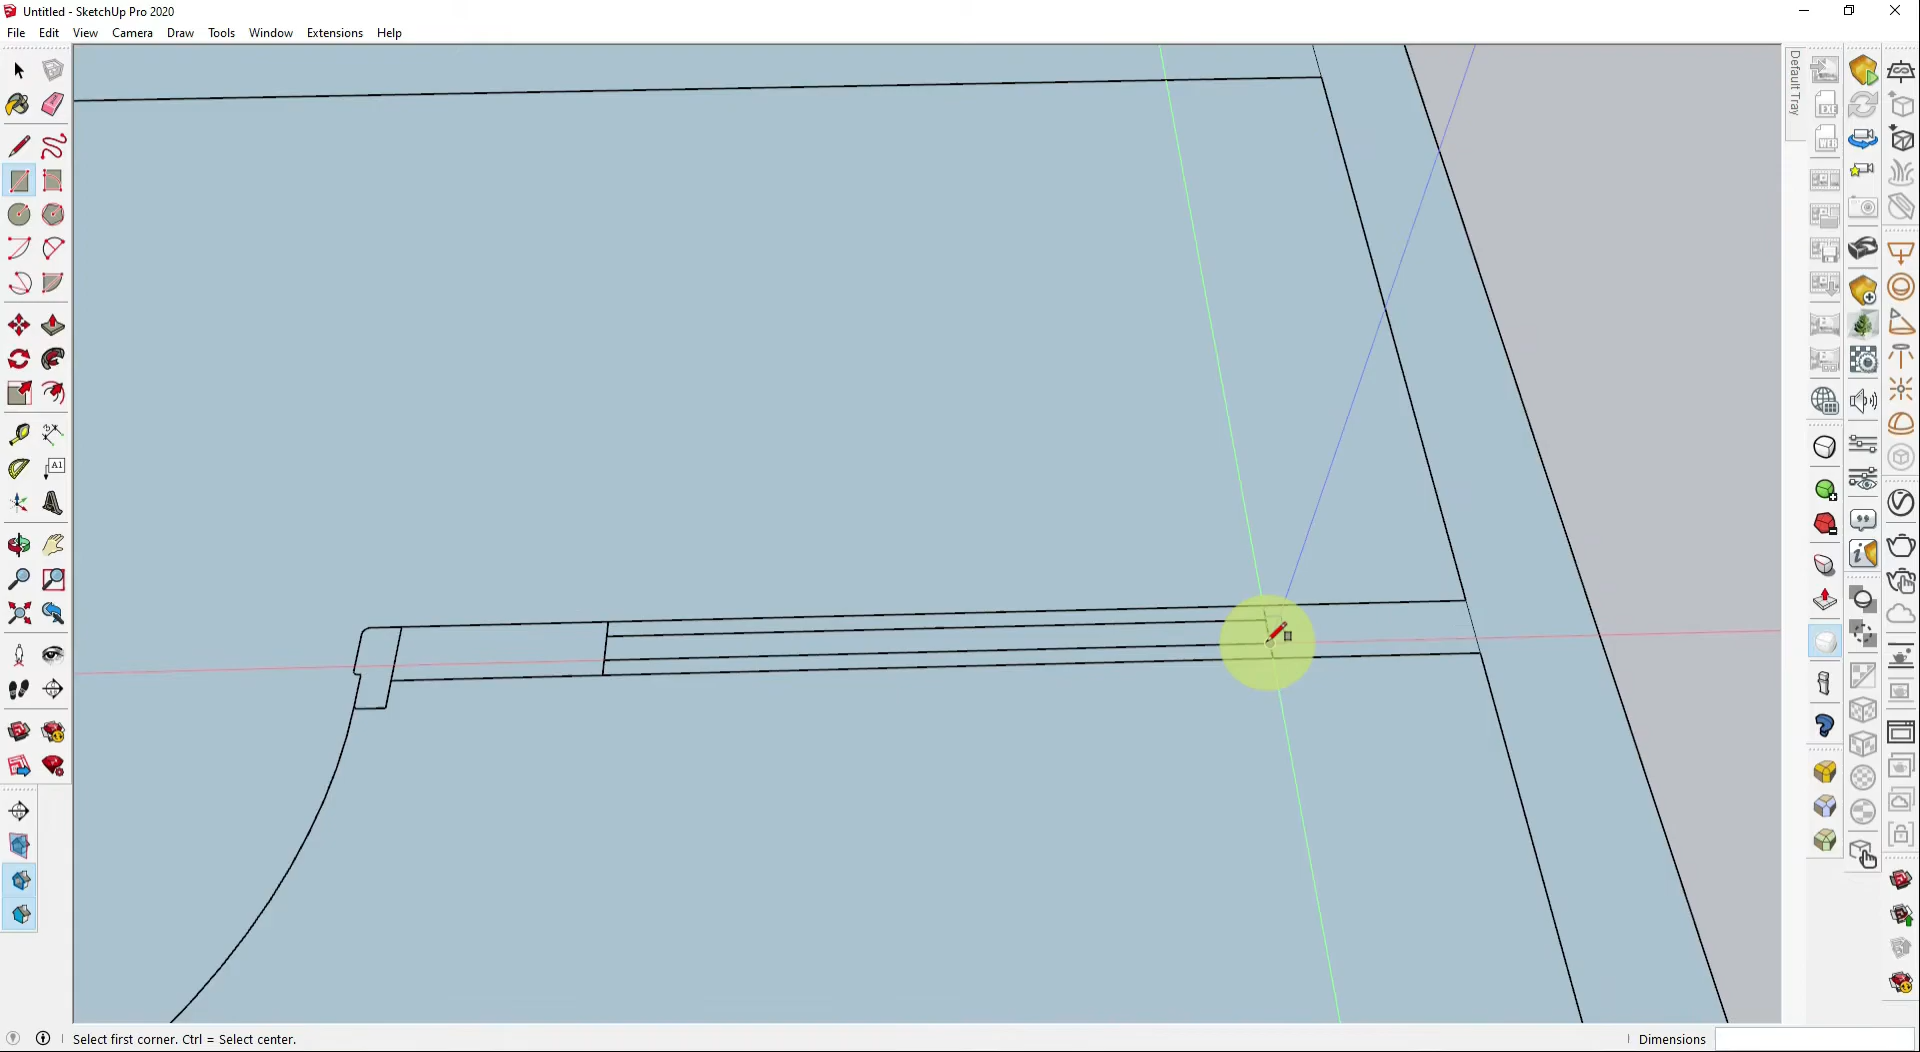 Untitled - SketchUp Pro 2020
File Edit View Camera Draw Tools Window Extensions Help
Default Tray
A1
Select first corner. Ctrl = Select center.
Dimensions